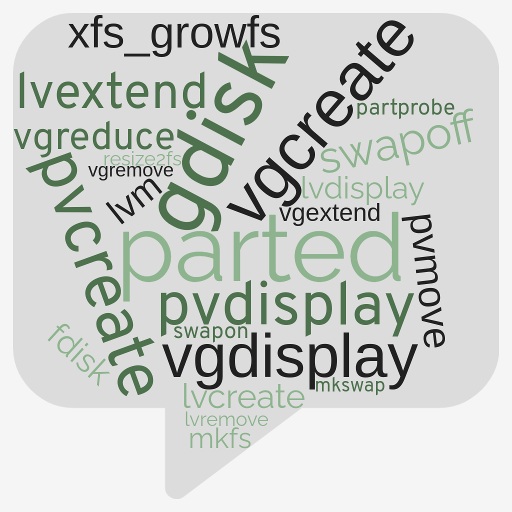 xfs_growfs
gdisk
vgcreate
lvextend
partprobe
vgreduce
swapoff
resize2fs
vgremove
pvcreate
lvm
lvdisplay
vgextend
parted
pvmove
pvdisplay
swapon
fdisk
vgdisplay
mkswap
lvcreate
lvremove
mkfs